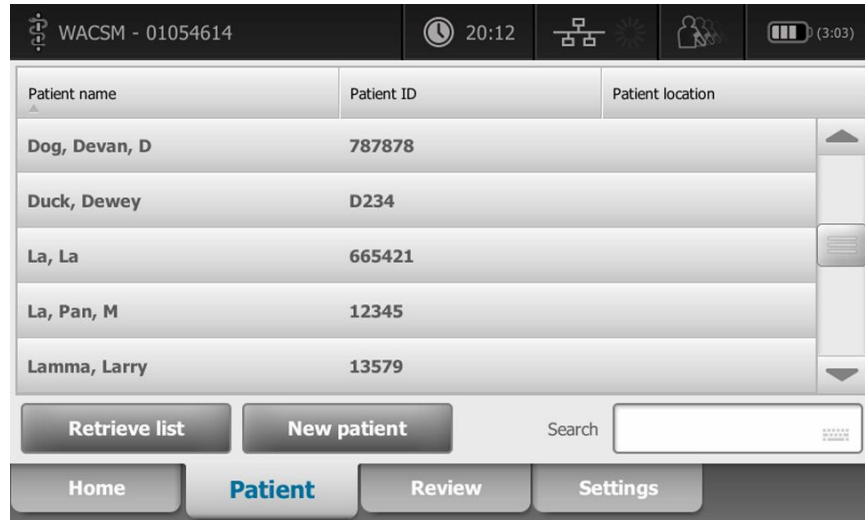 WACSM - 01054614 20:12 (3:03)
Patient name Patient ID Patient location
Dog, Devan, D 787878
Duck, Dewey D234
La, La 665421
La, Pan, M 12345
Lamma, Larry 13579
Retrieve list New patient Search
Home Patient Review Settings